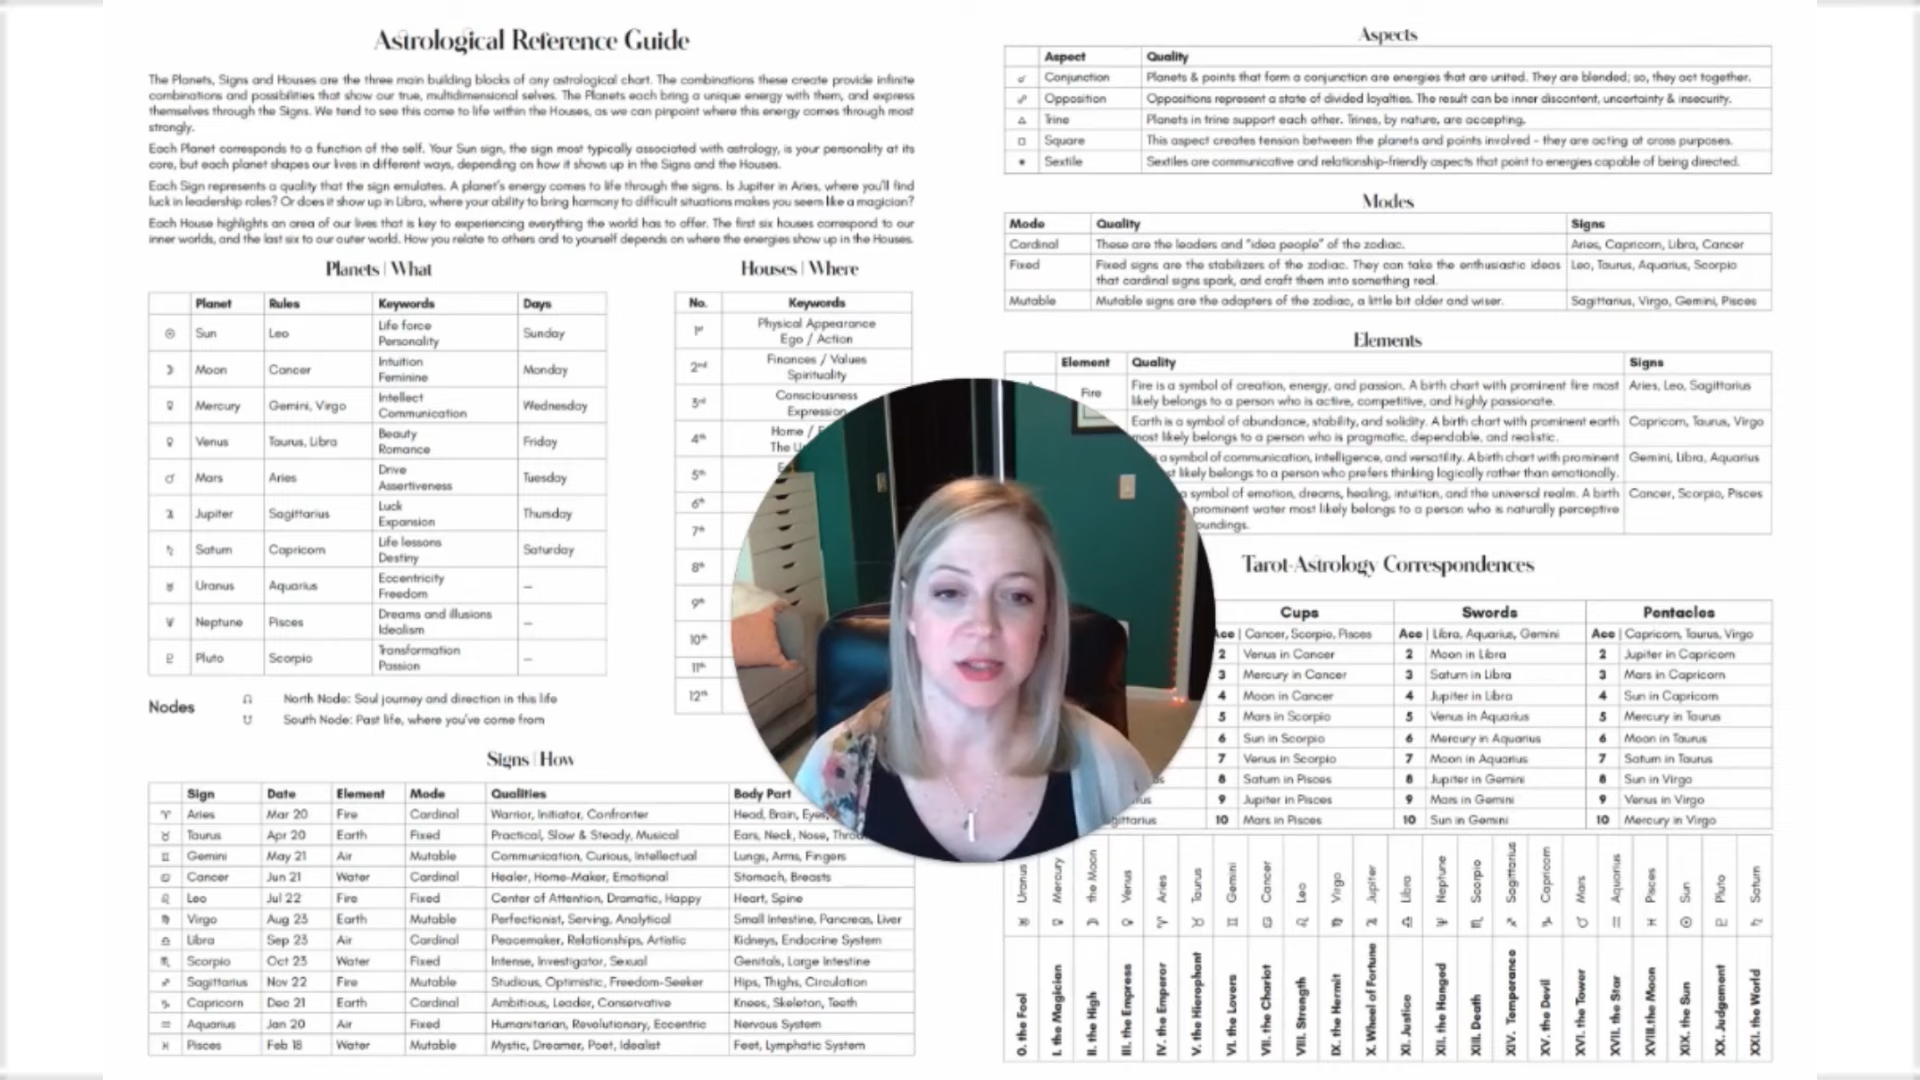 Astrological Reference Guide
The Planets, Signs and Houses are the three main building blocks of any astrological chart. The combinations these create provide infinite
combinations and possibilities that show our true, multidimensional selves. The Planets each bring a unique energy with them, and express
themselves through the Signs. We tend to see this come to life within the Houses, as we can pinpoint where this energy comes through most
strongly.
Each Planet corresponds to a function of the self. Your Sun sign, the sign most typically associated with astrology, is your personality at its
core, but each planet shapes our lives in different ways, depending on how it shows up in the Signs and the Houses.
Each Sign represents a quality that the sign emulates. A planet's energy comes to life through the signs. Is Jupiter in Aries, where you'll find
luck in leadership roles? Or does it show up in Libra, where your ability to bring harmony to difficult situations makes you seem like a magician?
Each House highlights an area of our lives that is key to experiencing everything the world has to offer. The first six houses correspond to our
inner worlds, and the last six to our outer world. How you relate to others and to yourself depends on where the energies show up in the Houses.
Planets | What
Planet Rules Keywords Days
☉ Sun Leo Life force Personality Sunday
☽ Moon Cancer Intuition Feminine Monday
☿ Mercury Gemini, Virgo Intellect Communication Wednesday
♀ Venus Taurus, Libra Beauty Romance Friday
♂ Mars Aries Drive Assertiveness Tuesday
♃ Jupiter Sagittarius Luck Expansion Thursday
♄ Saturn Capricorn Life lessons Destiny Saturday
♅ Uranus Aquarius Eccentricity Freedom –
♆ Neptune Pisces Dreams and illusions Idealism –
♇ Pluto Scorpio Transformation Passion –
Nodes
☊ North Node: Soul journey and direction in this life
☋ South Node: Past life, where you've come from
Houses | Where
No. Keywords
1st Physical Appearance Ego / Action
2nd Finances / Values Spirituality
3rd Consciousness Expression
4th Home /
The
5th
6th
7th
8th
9th
10th
11th
12th
Signs | How
Sign Date Element Mode Qualities Body Part
♈ Aries Mar 20 Fire Cardinal Warrior, Initiator, Confronter Head, Brain, Eyes,
♉ Taurus Apr 20 Earth Fixed Practical, Slow & Steady, Musical Ears, Neck, Nose,
♊ Gemini May 21 Air Mutable Communication, Curious, Intellectual Lungs, Arms, Fingers
♋ Cancer Jun 21 Water Cardinal Healer, Home-Maker, Emotional Stomach, Breasts
♌ Leo Jul 22 Fire Fixed Center of Attention, Dramatic, Happy Heart, Spine
♍ Virgo Aug 23 Earth Mutable Perfectionist, Serving, Analytical Small Intestine, Pancreas, Liver
♎ Libra Sep 23 Air Cardinal Peacemaker, Relationships, Artistic Kidneys, Endocrine System
♏ Scorpio Oct 23 Water Fixed Intense, Investigator, Sexual Genitals, Large Intestine
♐ Sagittarius Nov 22 Fire Mutable Studious, Optimistic, Freedom-Seeker Hips, Thighs, Circulation
♑ Capricorn Dec 21 Earth Cardinal Ambitious, Leader, Conservative Knees, Skeleton, Teeth
♒ Aquarius Jan 20 Air Fixed Humanitarian, Revolutionary, Eccentric Nervous System
♓ Pisces Feb 18 Water Mutable Mystic, Dreamer, Poet, Idealist Feet, Lymphatic System
Aspects
Aspect Quality
☌ Conjunction Planets & points that form a conjunction are energies that are united. They are blended; so, they act together.
☍ Opposition Oppositions represent a state of divided loyalties. The result can be inner discontent, uncertainty & insecurity.
△ Trine Planets in trine support each other. Trines, by nature, are accepting.
□ Square This aspect creates tension between the planets and points involved - they are acting at cross purposes.
Sextile Sextiles are communicative and relationship-friendly aspects that point to energies capable of being directed.
Modes
Mode Quality Signs
Cardinal These are the leaders and "idea people" of the zodiac. Aries, Capricorn, Libra, Cancer
Fixed Fixed signs are the stabilizers of the zodiac. They can take the enthusiastic ideas Leo, Taurus, Aquarius, Scorpio
that cardinal signs spark, and craft them into something real.
Mutable Mutable signs are the adapters of the zodiac, a little bit older and wiser. Sagittarius, Virgo, Gemini, Pisces
Elements
Element Quality Signs
Fire Fire is a symbol of creation, energy, and passion. A birth chart with prominent fire most Aries, Leo, Sagittarius
likely belongs to a person who is active, competitive, and highly passionate.
Earth is a symbol of abundance, stability, and solidity. A birth chart with prominent earth Capricorn, Taurus, Virgo
most likely belongs to a person who is pragmatic, dependable, and realistic.
a symbol of communication, intelligence, and versatility. A birth chart with prominent Gemini, Libra, Aquarius
likely belongs to a person who prefers thinking logically rather than emotionally.
a symbol of emotion, dreams, healing, intuition, and the universal realm. A birth Cancer, Scorpio, Pisces
prominent water most likely belongs to a person who is naturally perceptive
Tarot-Astrology Correspondences
Cups Swords Pentacles
Ace | Cancer, Scorpio, Pisces Ace | Libra, Aquarius, Gemini Ace | Capricorn, Taurus, Virgo
2 Venus in Cancer 2 Moon in Libra 2 Jupiter in Capricorn
3 Mercury in Cancer 3 Saturn in Libra 3 Mars in Capricorn
4 Moon in Cancer 4 Jupiter in Libra 4 Sun in Capricorn
5 Mars in Scorpio 5 Venus in Aquarius 5 Mercury in Taurus
6 Sun in Scorpio 6 Mercury in Aquarius 6 Moon in Taurus
7 Venus in Scorpio 7 Moon in Aquarius 7 Saturn in Taurus
8 Saturn in Pisces 8 Jupiter in Gemini 8 Sun in Virgo
9 Jupiter in Pisces 9 Mars in Gemini 9 Venus in Virgo
10 Mars in Pisces 10 Sun in Gemini 10 Mercury in Virgo
0. the Fool ♅ Uranus
I. the Magician ☿ Mercury
II. the High ☽ the Moon
III. the Empress ♀ Venus
IV. the Emperor ♈ Aries
V. the Hierophant ♉ Taurus
VI. the Lovers ♊ Gemini
VII. the Chariot ♋ Cancer
VIII. Strength ♌ Leo
IX. the Hermit ♍ Virgo
X. Wheel of Fortune ♃ Jupiter
XI. Justice ♎ Libra
XII. the Hanged ♆ Neptune
XIII. Death ♏ Scorpio
XIV. Temperance ♐ Sagittarius
XV. the Devil ♑ Capricorn
XVI. the Tower ♂ Mars
XVII. the Star ♒ Aquarius
XVIII. the Moon ♓ Pisces
XIX. the Sun ☉ Sun
XX. Judgement ♇ Pluto
XXI. the World ♄ Saturn